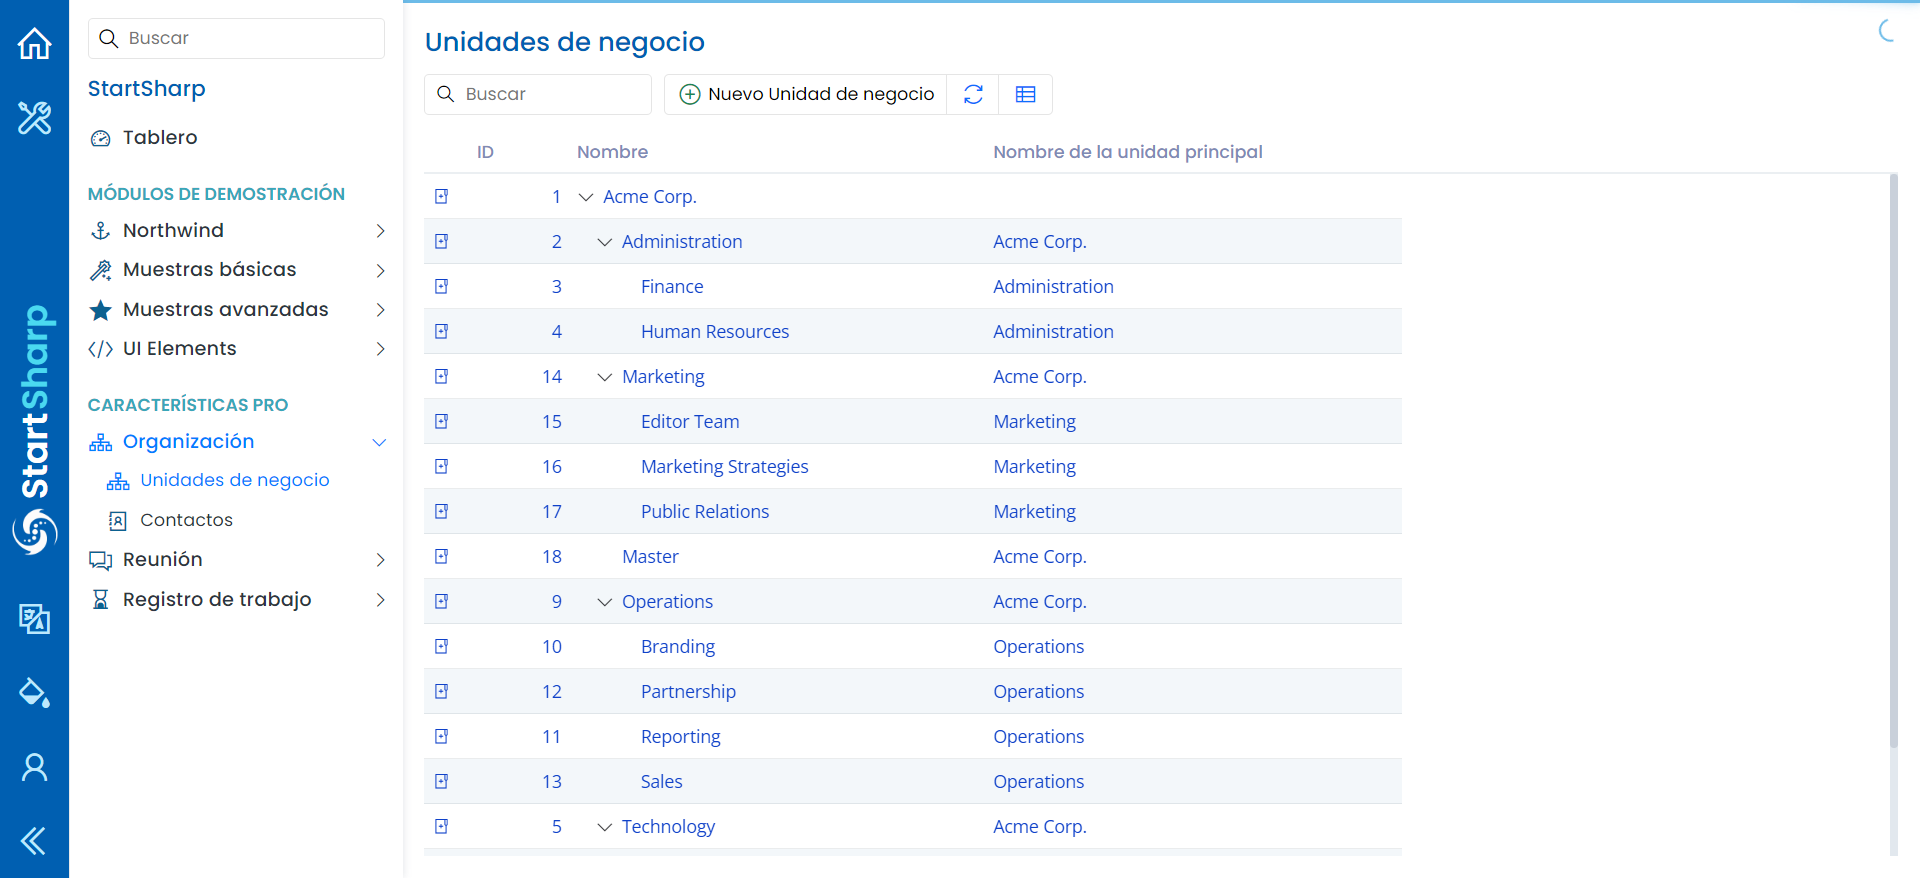 StartSharp
Buscar
StartSharp
Tablero
MÓDULOS DE DEMOSTRACIÓN
Northwind
Muestras básicas
Muestras avanzadas
UI Elements
CARACTERÍSTICAS PRO
Organización
Unidades de negocio
Contactos
Reunión
Registro de trabajo
Unidades de negocio
Buscar
Nuevo Unidad de negocio
ID Nombre Nombre de la unidad principal
1 Acme Corp.
2 Administration Acme Corp.
3 Finance Administration
4 Human Resources Administration
14 Marketing Acme Corp.
15 Editor Team Marketing
16 Marketing Strategies Marketing
17 Public Relations Marketing
18 Master Acme Corp.
9 Operations Acme Corp.
10 Branding Operations
12 Partnership Operations
11 Reporting Operations
13 Sales Operations
5 Technology Acme Corp.